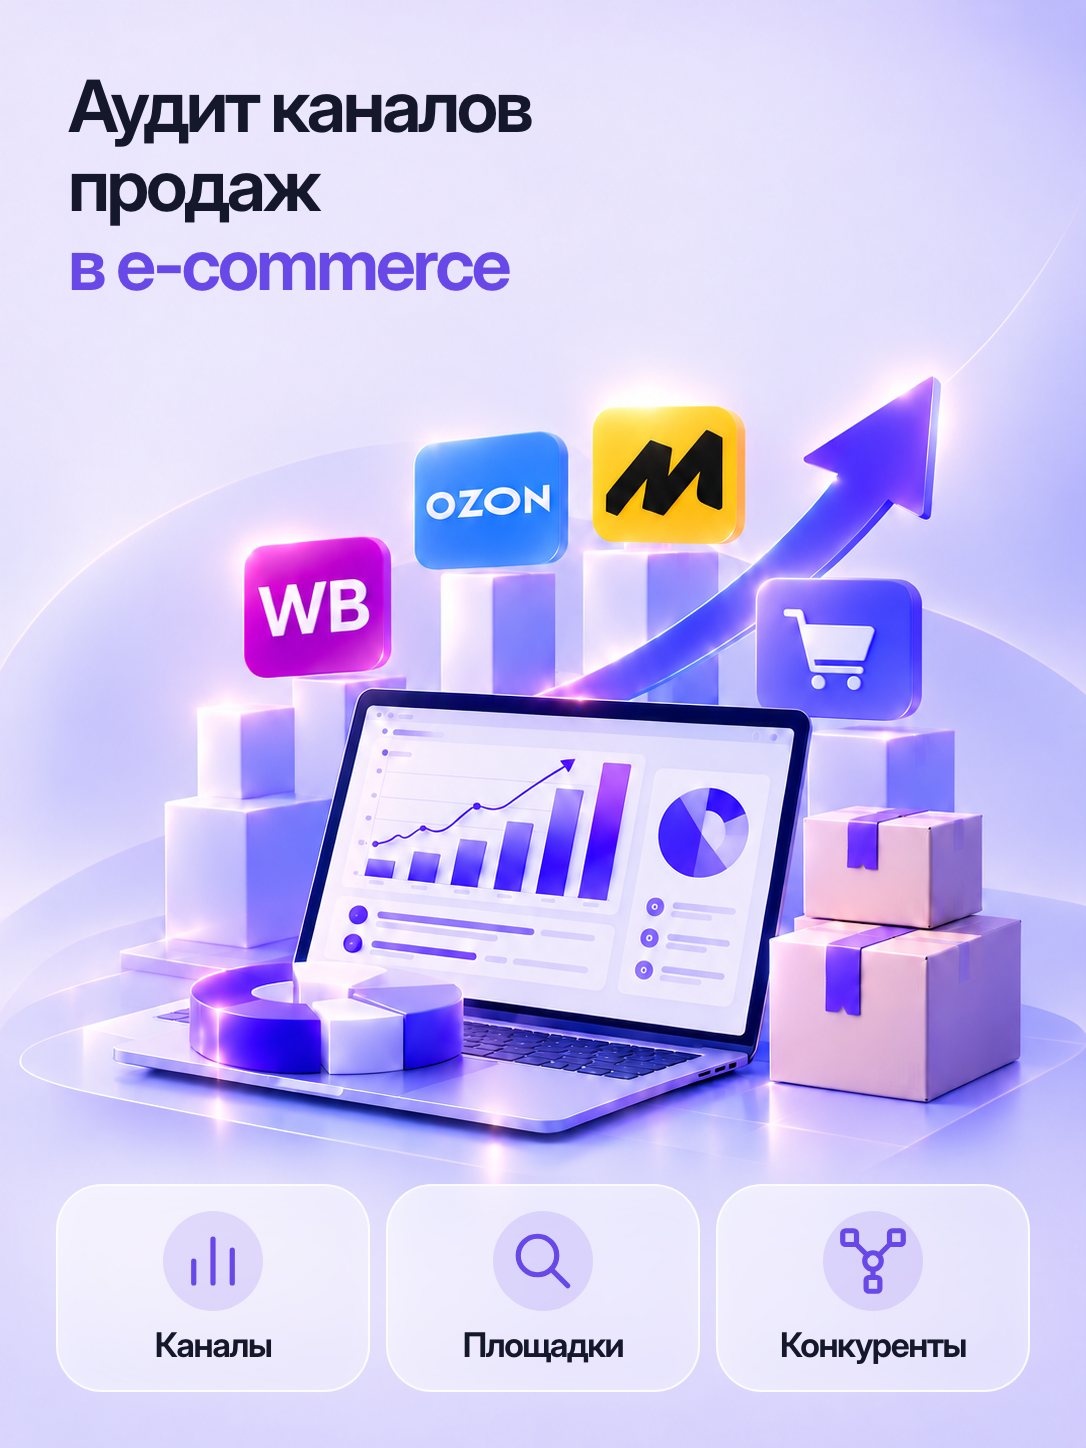 Аудит каналов
продаж
в e-commerce
OZON
WB
Каналы
Площадки
Конкуренты